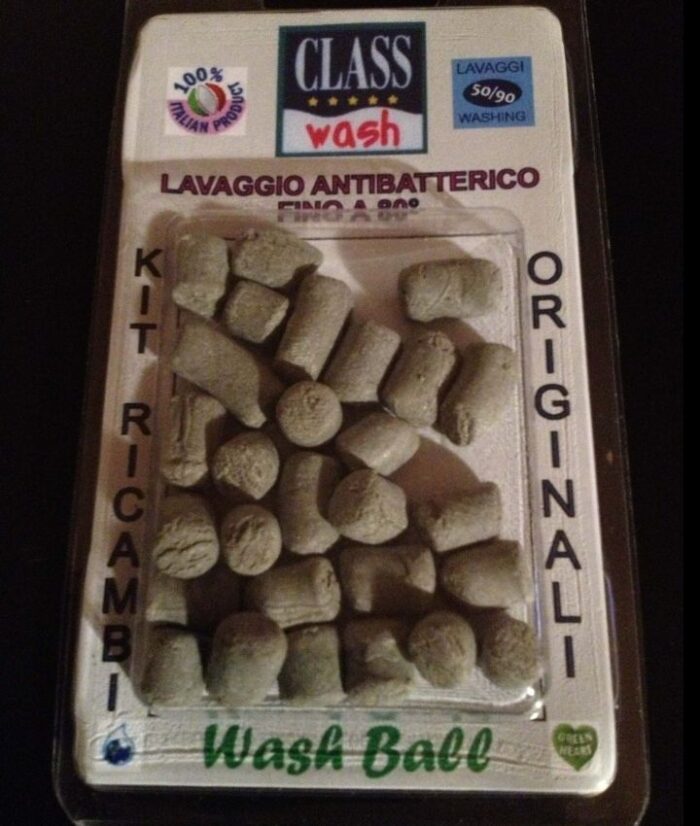 100%
ITALIAN PRODUCT
CLASS
wash
LAVAGGI
50/90
WASHING
LAVAGGIO ANTIBATTERICO
FINO A 80°
KIT RICAMBI
ORIGINALI
Wash Ball
GREEN
HEART